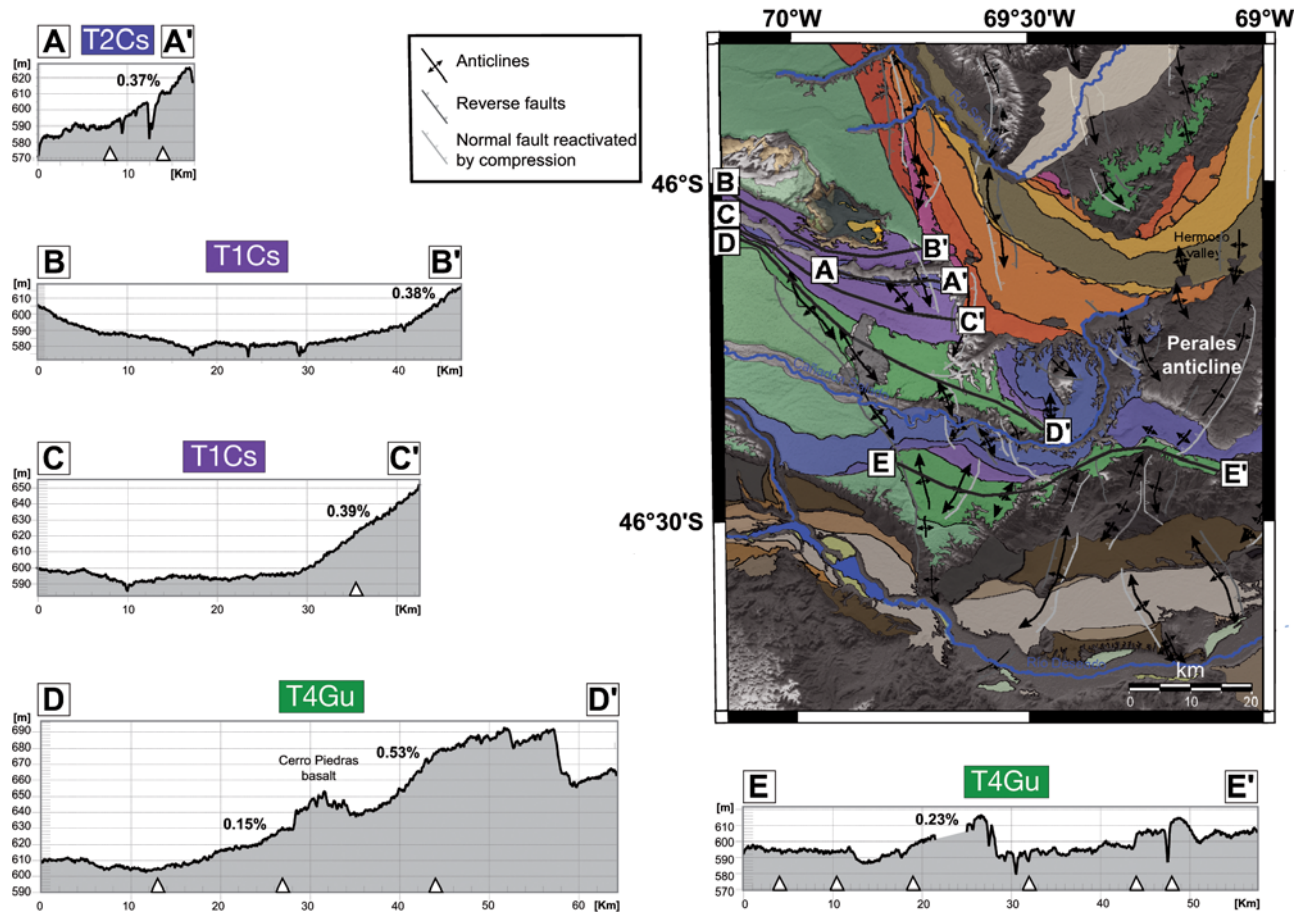 A T2Cs A'
[m]
620
610
600
590
580
570
0.37%
0 10 [Km]
Anticlines
Reverse faults
Normal fault reactivated
by compression
B T1Cs B'
[m]
610
600
590
580
0.38%
0 10 20 30 40 [Km]
C T1Cs C'
[m]
650
640
630
620
610
600
590
0.39%
0 10 20 30 [Km]
D T4Gu D'
[m]
690
680
670
660
650
640
630
620
610
600
590
0.53%
Cerro Piedras
basalt
0.15%
0 10 20 30 40 50 60 [Km]
70°W 69°30'W 69°W
46°S
46°30'S
B
C
D
B'
A
A'
C'
Hermoso
valley
Perales
anticline
D'
E
E'
km
0 10 20
E T4Gu E'
[m]
610
600
590
580
570
0.23%
0 10 20 30 40 50 [Km]